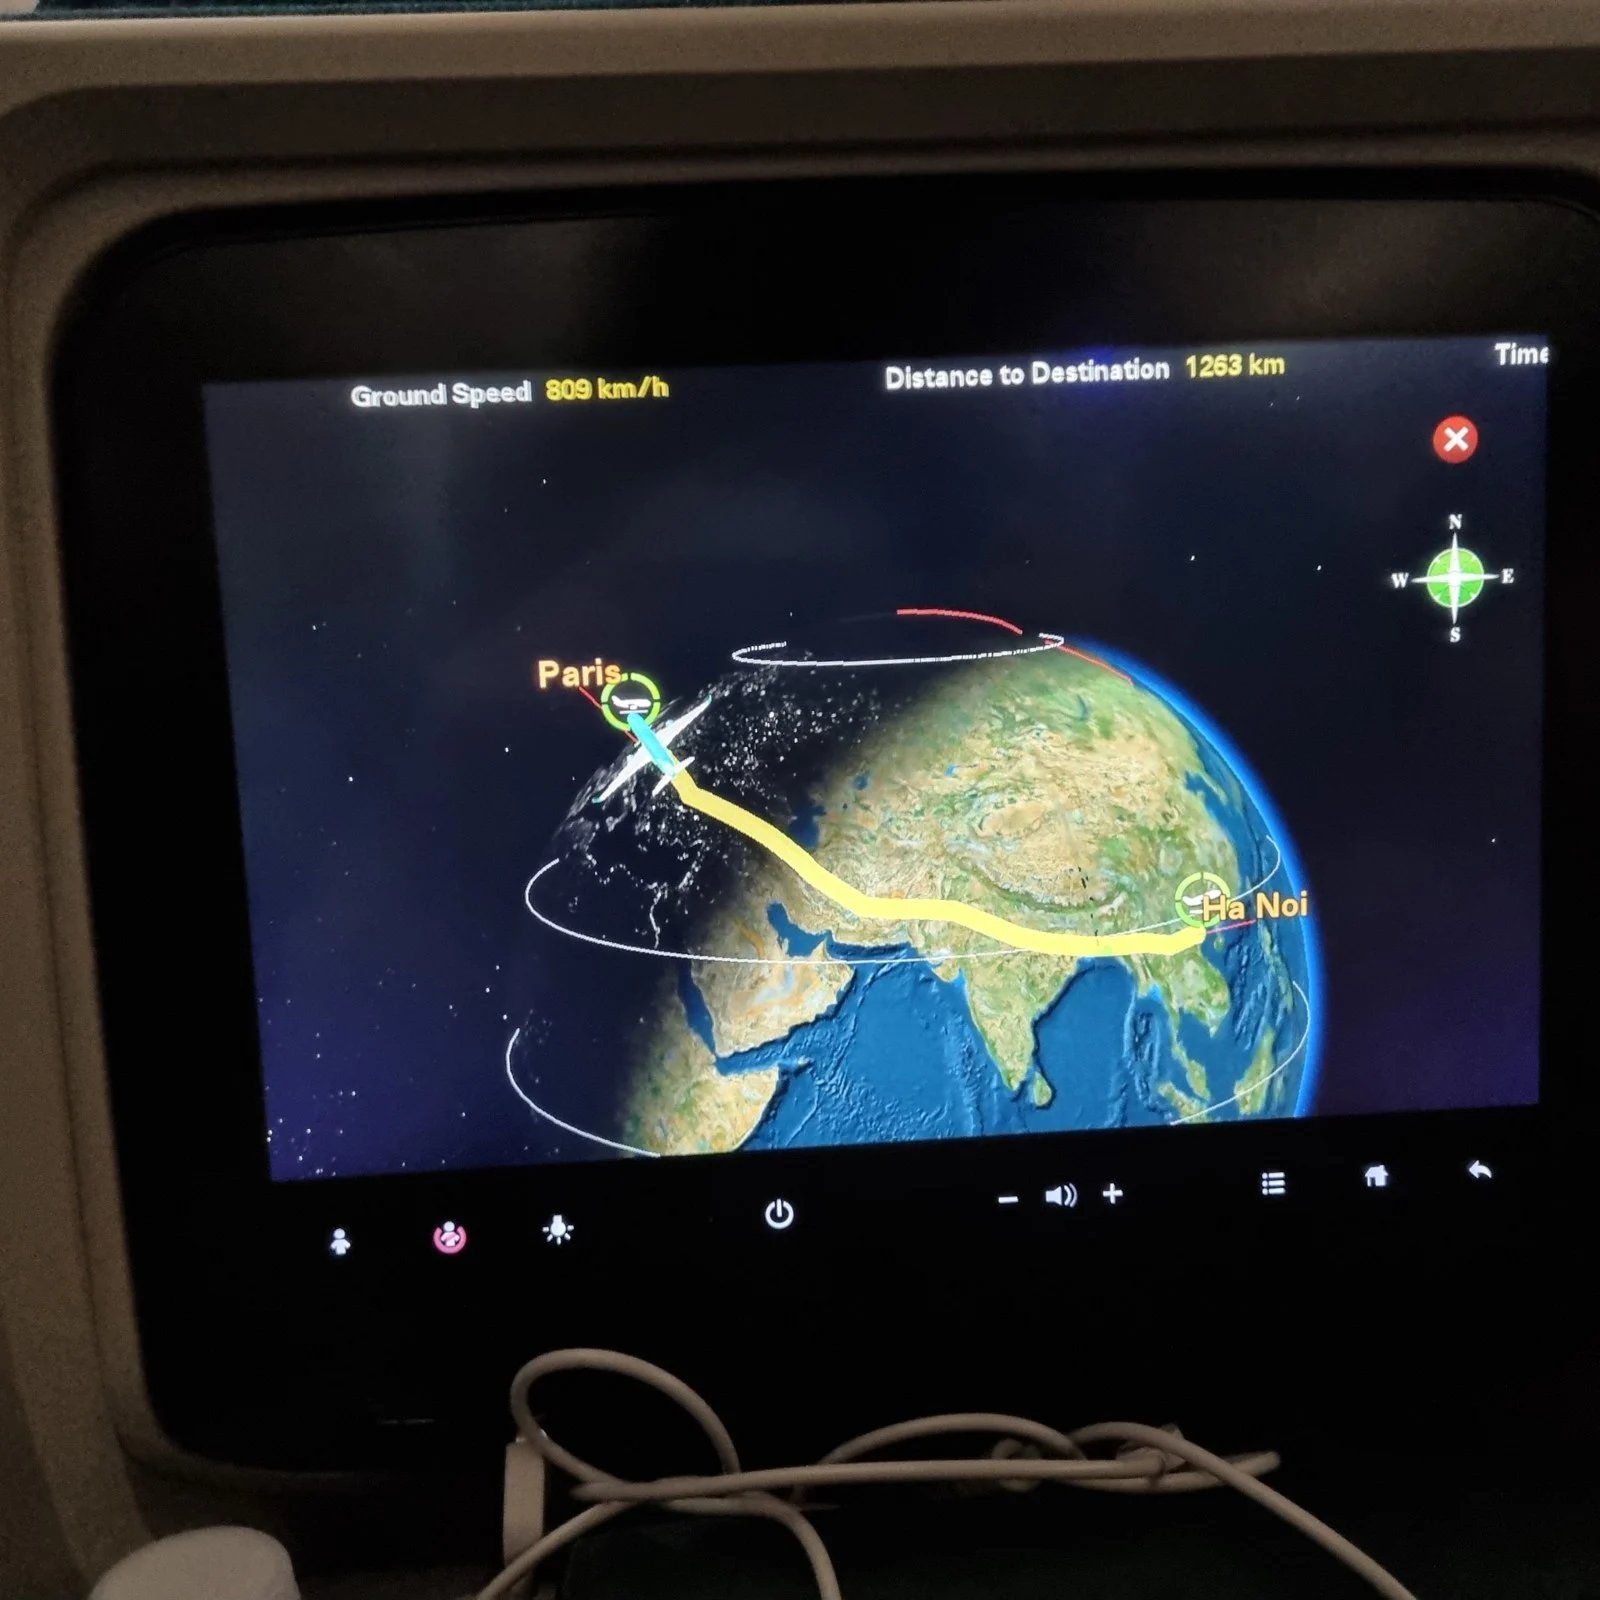 Ground Speed 809 km/h
Distance to Destination 1263 km
Time
N
W E
S
Paris
Ha Noi